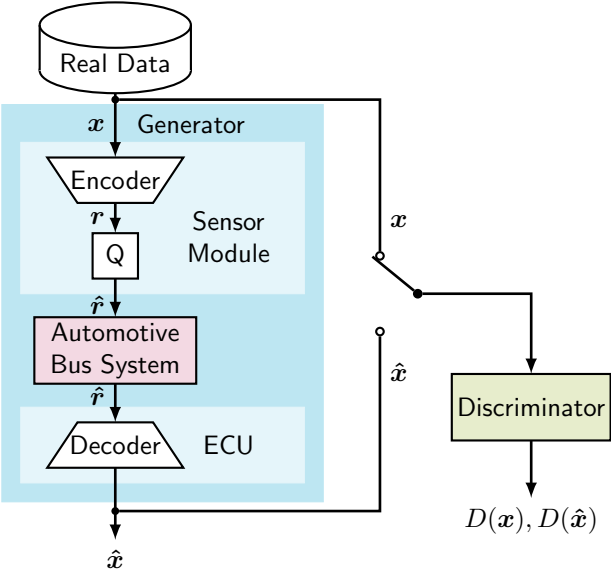 Real Data
x
Generator
Encoder
r
Sensor
Module
Q
x
r̂
Automotive
Bus System
x̂
r̂
Discriminator
Decoder
ECU
D(x), D(x̂)
x̂